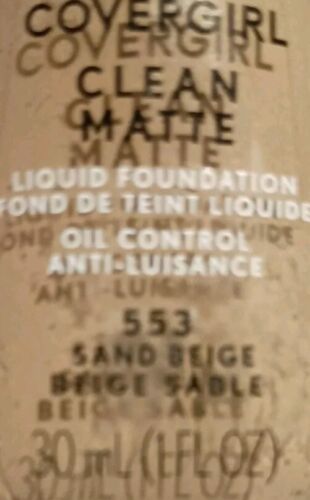 COVERGIRL
CLEAN
MATTE
LIQUID FOUNDATION
FOND DE TEINT LIQUIDE
OIL CONTROL
ANTI-LUISANCE
553
SAND BEIGE
BEIGE SABLE
30 mL (1 FL OZ)